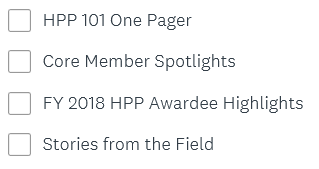 HPP 101 One Pager
Core Member Spotlights
FY 2018 HPP Awardee Highlights
Stories from the Field